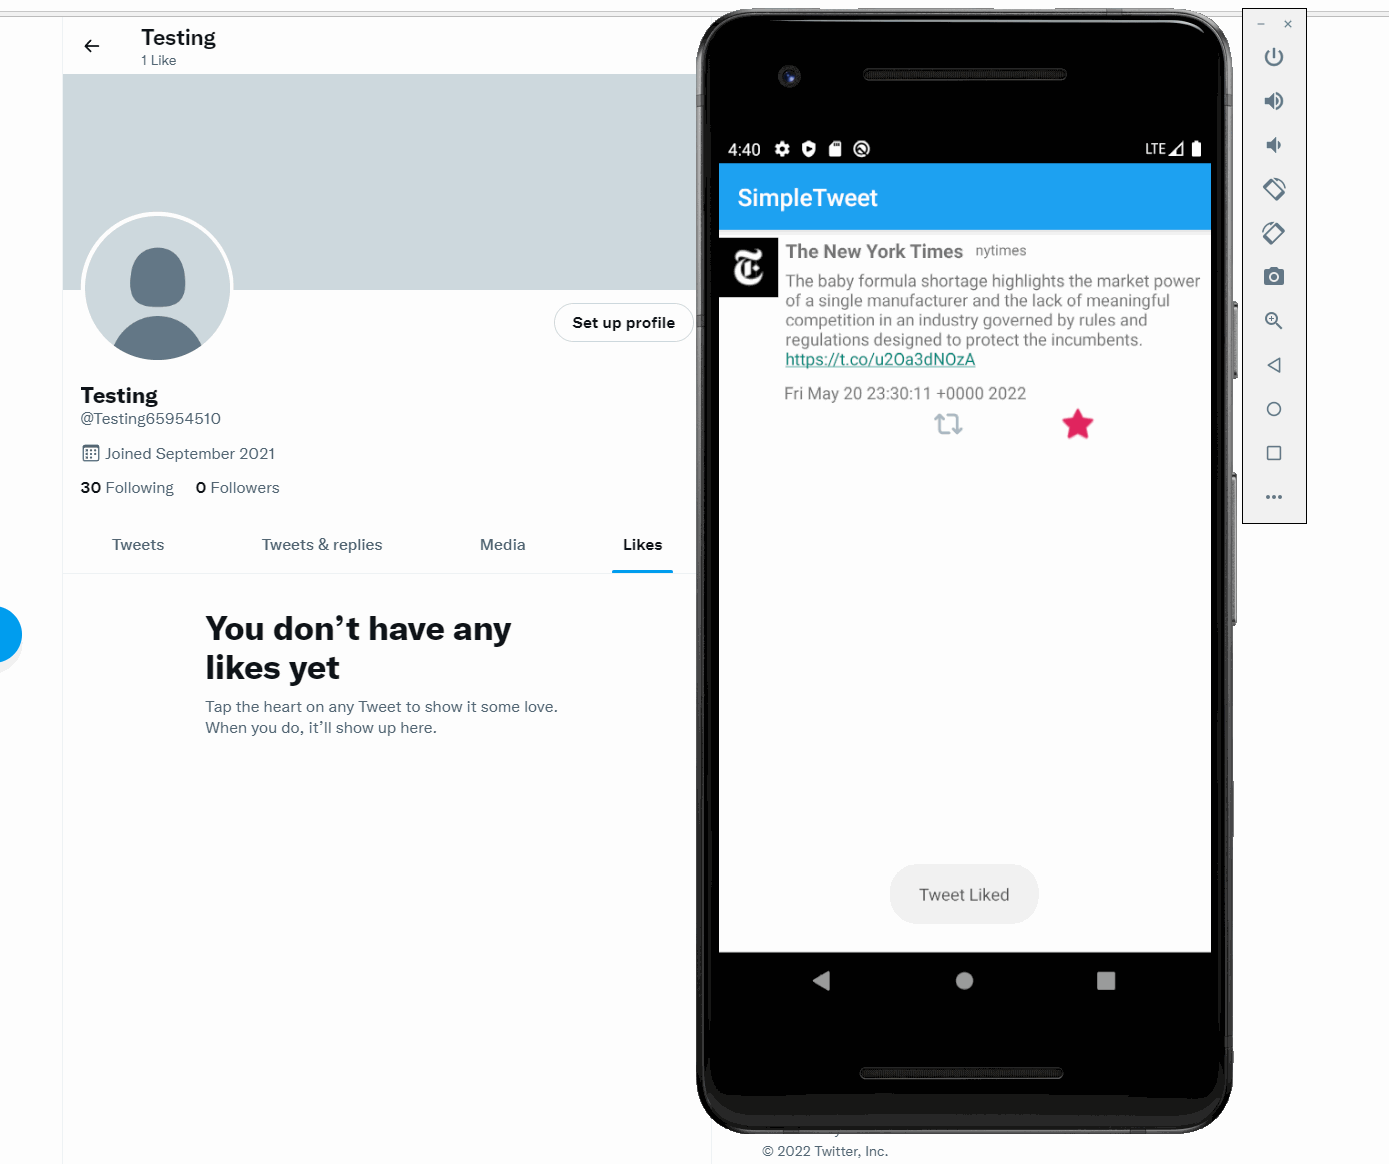 Testing
1 Like
Set up profile
Testing
@Testing65954510
Joined September 2021
30 Following 0 Followers
Tweets Tweets & replies Media Likes
You don’t have any
likes yet
Tap the heart on any Tweet to show it some love.
When you do, it’ll show up here.
4:40 LTE
SimpleTweet
The New York Times nytimes
The baby formula shortage highlights the market power
of a single manufacturer and the lack of meaningful
competition in an industry governed by rules and
regulations designed to protect the incumbents.
https://t.co/u2Oa3dNOzA
Fri May 20 23:30:11 +0000 2022
Tweet Liked
© 2022 Twitter, Inc.